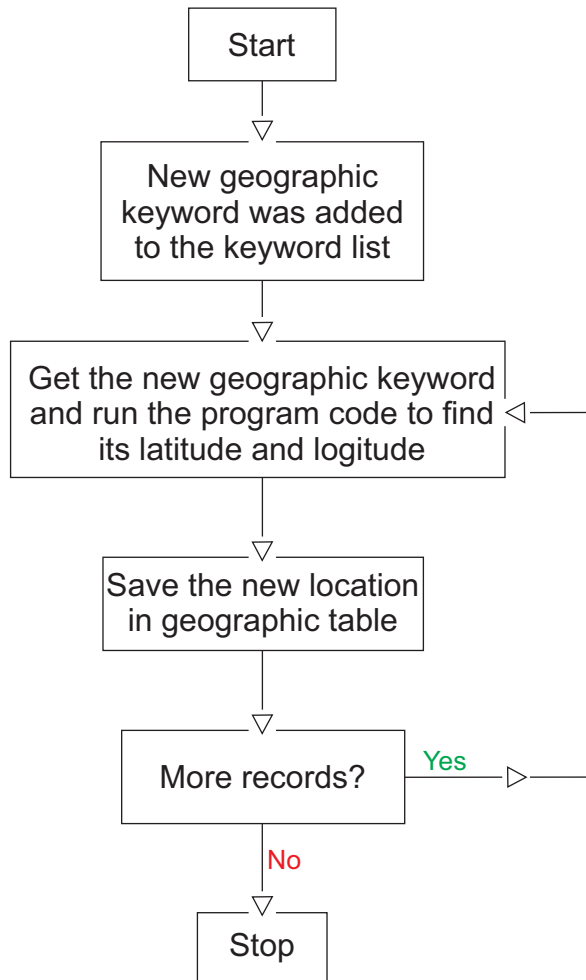 Start
New geographic
keyword was added
to the keyword list
Get the new geographic keyword
and run the program code to find
its latitude and logitude
Save the new location
in geographic table
More records?
Yes
No
Stop